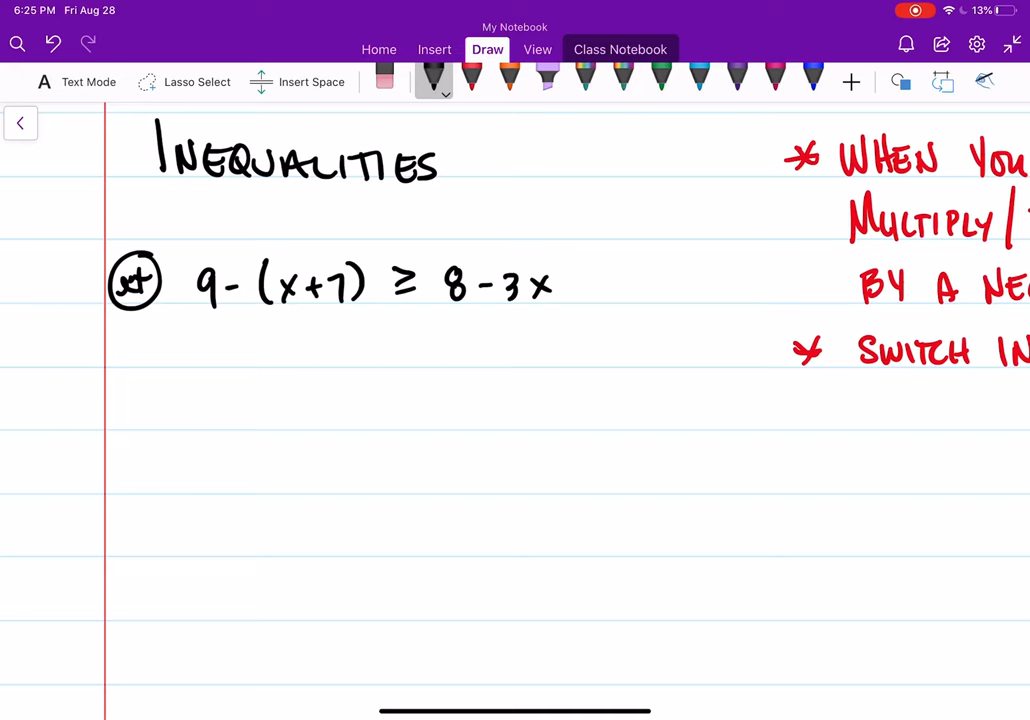 6:25 PM Fri Aug 28
13%
My Notebook
Home Insert Draw View Class Notebook
A Text Mode Lasso Select Insert Space
INEQUALITIES
ex 9 - (x+7) ≥ 8 - 3x
* WHEN YOU
MULTIPLY/
BY A NE
* SWITCH IN